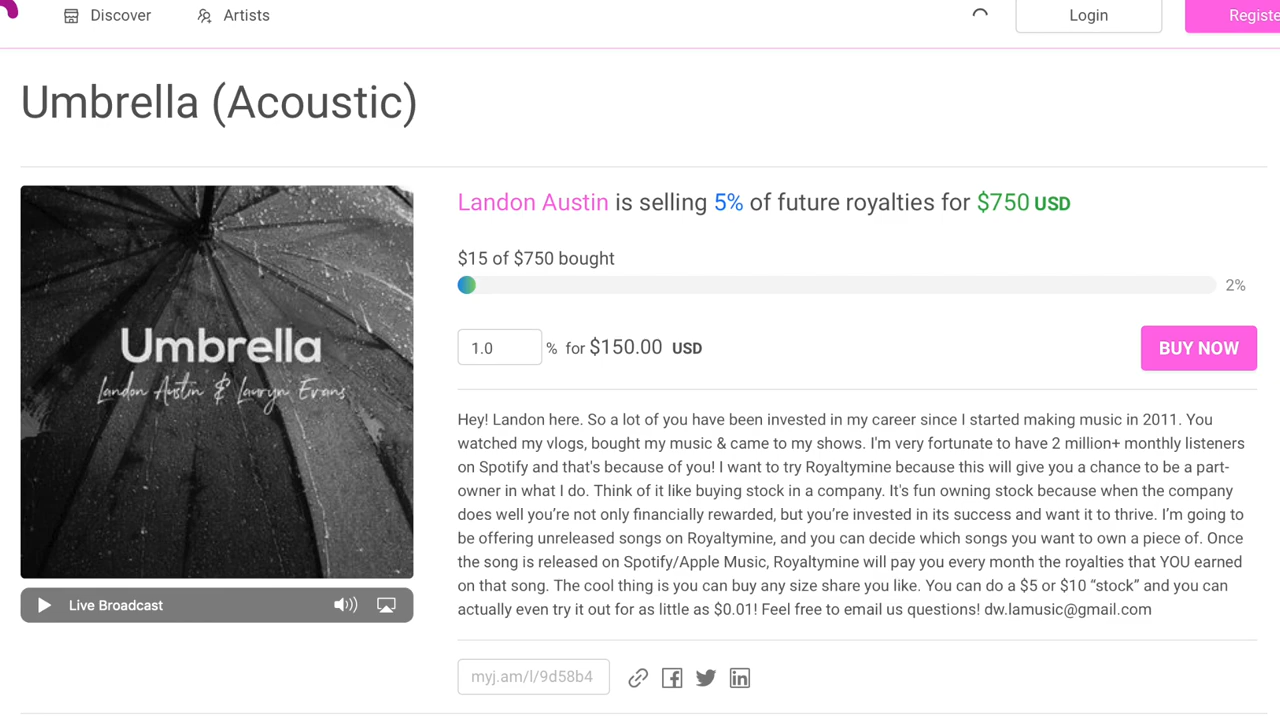 Discover Artists Login Registe
Umbrella (Acoustic)
Landon Austin is selling 5% of future royalties for $750 USD
$15 of $750 bought
2%
1.0 % for $150.00 USD BUY NOW
Umbrella
Landon Austin & Lauryn Evans
Hey! Landon here. So a lot of you have been invested in my career since I started making music in 2011. You
watched my vlogs, bought my music & came to my shows. I'm very fortunate to have 2 million+ monthly listeners
on Spotify and that's because of you! I want to try Royaltymine because this will give you a chance to be a part-
owner in what I do. Think of it like buying stock in a company. It's fun owning stock because when the company
does well you’re not only financially rewarded, but you’re invested in its success and want it to thrive. I’m going to
be offering unreleased songs on Royaltymine, and you can decide which songs you want to own a piece of. Once
the song is released on Spotify/Apple Music, Royaltymine will pay you every month the royalties that YOU earned
on that song. The cool thing is you can buy any size share you like. You can do a $5 or $10 “stock” and you can
actually even try it out for as little as $0.01! Feel free to email us questions! dw.lamusic@gmail.com
Live Broadcast
myj.am/l/9d58b4